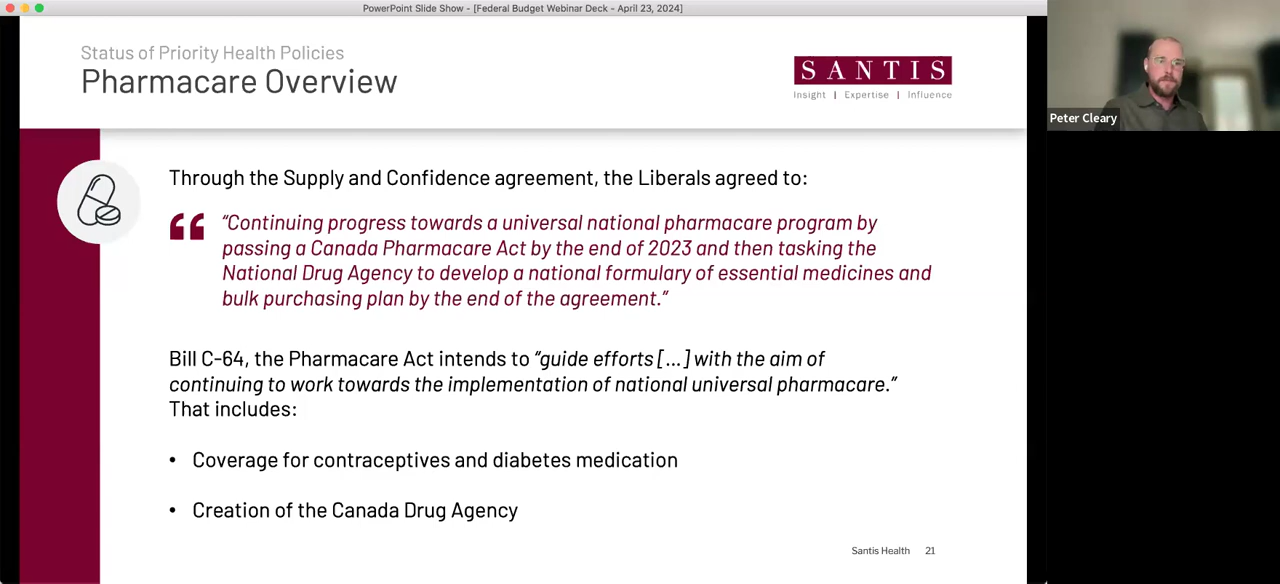 PowerPoint Slide Show - [Federal Budget Webinar Deck - April 23, 2024]
Status of Priority Health Policies
Pharmacare Overview
SANTIS
Insight | Expertise | Influence
Peter Cleary
Through the Supply and Confidence agreement, the Liberals agreed to:
“Continuing progress towards a universal national pharmacare program by
passing a Canada Pharmacare Act by the end of 2023 and then tasking the
National Drug Agency to develop a national formulary of essential medicines and
bulk purchasing plan by the end of the agreement.”
Bill C-64, the Pharmacare Act intends to “guide efforts [...] with the aim of
continuing to work towards the implementation of national universal pharmacare.”
That includes:
• Coverage for contraceptives and diabetes medication
• Creation of the Canada Drug Agency
Santis Health 21